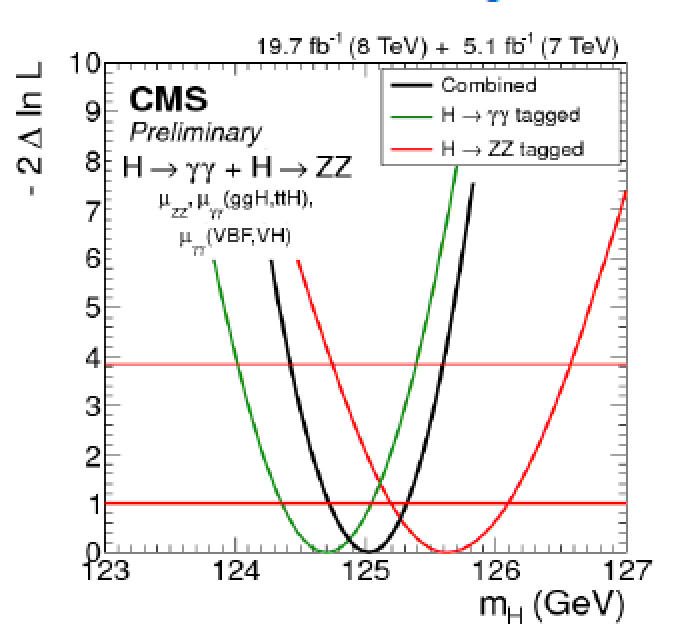 19.7 fb⁻¹ (8 TeV) + 5.1 fb⁻¹ (7 TeV)
- 2 Δ ln L
10
9
8
7
6
5
4
3
2
1
0
CMS
Preliminary
H → γγ + H → ZZ
μ_ZZ, μ_γγ(ggH,ttH),
μ_γγ(VBF,VH)
Combined
H → γγ tagged
H → ZZ tagged
123 124 125 126 127
m_H (GeV)